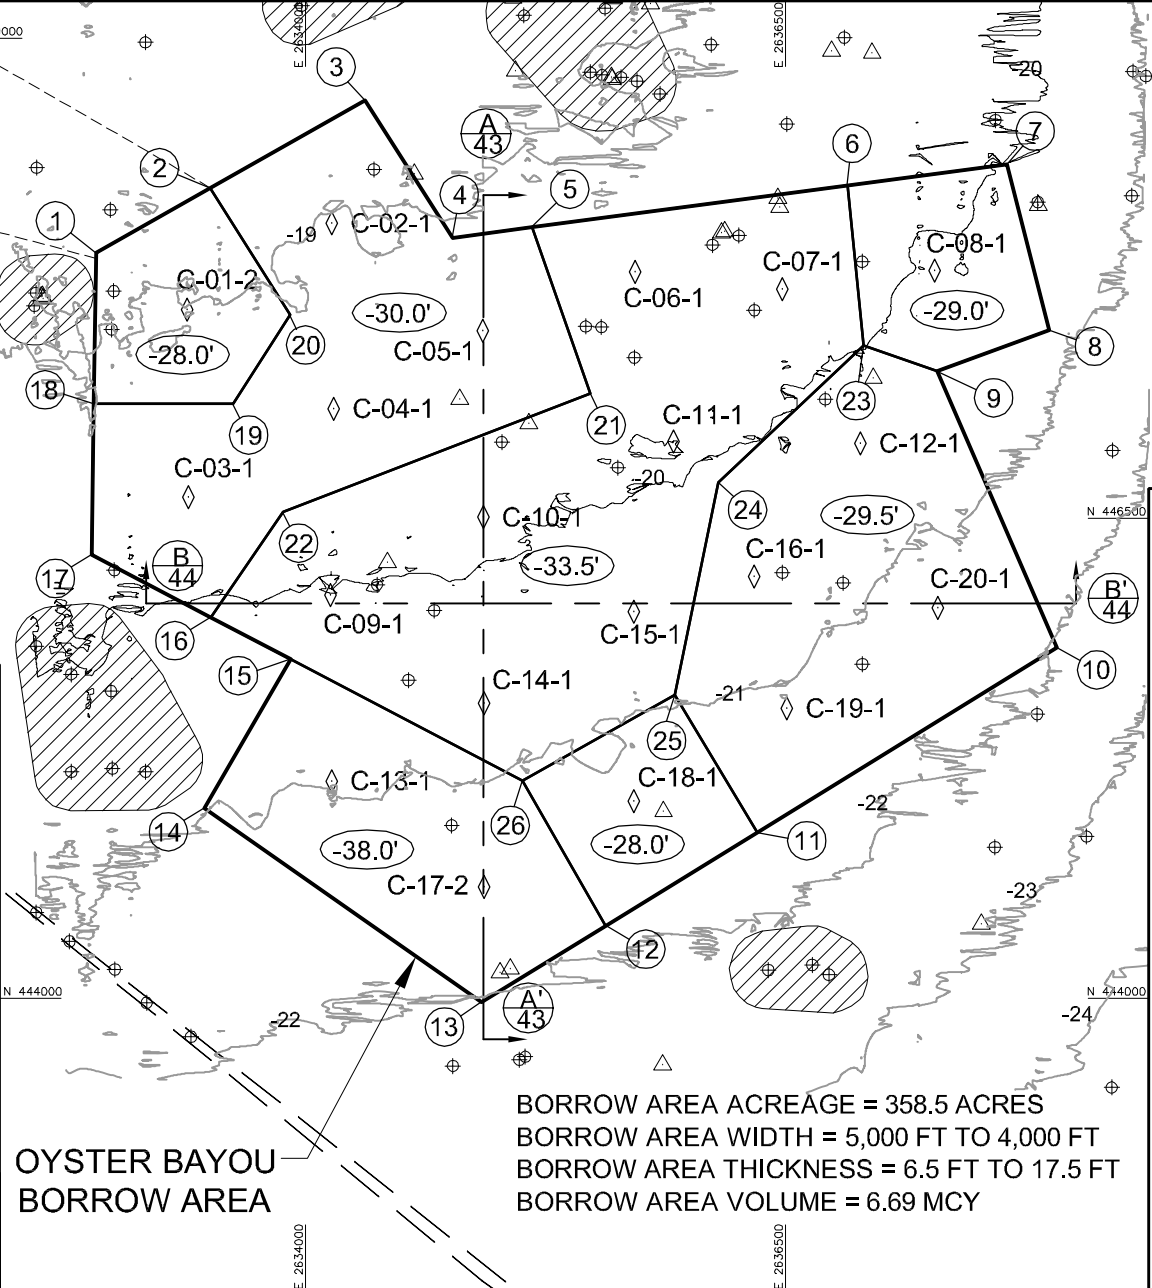 000
E 2634000
E 2636500
-20
3
A
43
7
6
2
4
5
1
-19
C-02-1
C-08-1
C-07-1
C-01-2
C-06-1
-30.0'
-29.0'
20
C-05-1
-28.0'
8
18
23
9
C-04-1
C-11-1
21
19
C-12-1
C-03-1
-20
24
-29.5'
N 446500
C-10-1
22
C-16-1
B
44
-33.5'
17
C-20-1
B'
44
C-09-1
C-15-1
16
15
10
C-14-1
-21
C-19-1
25
C-13-1
C-18-1
-22
26
14
-28.0'
11
-38.0'
C-17-2
-23
12
N 444000
N 444000
A'
43
-24
-22
13
BORROW AREA ACREAGE = 358.5 ACRES
BORROW AREA WIDTH = 5,000 FT TO 4,000 FT
BORROW AREA THICKNESS = 6.5 FT TO 17.5 FT
BORROW AREA VOLUME = 6.69 MCY
OYSTER BAYOU
BORROW AREA
E 2634000
E 2636500